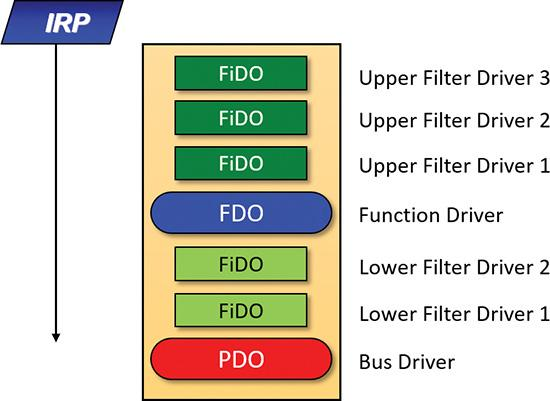 IRP
FiDO Upper Filter Driver 3
FiDO Upper Filter Driver 2
FiDO Upper Filter Driver 1
FDO Function Driver
FiDO Lower Filter Driver 2
FiDO Lower Filter Driver 1
PDO Bus Driver